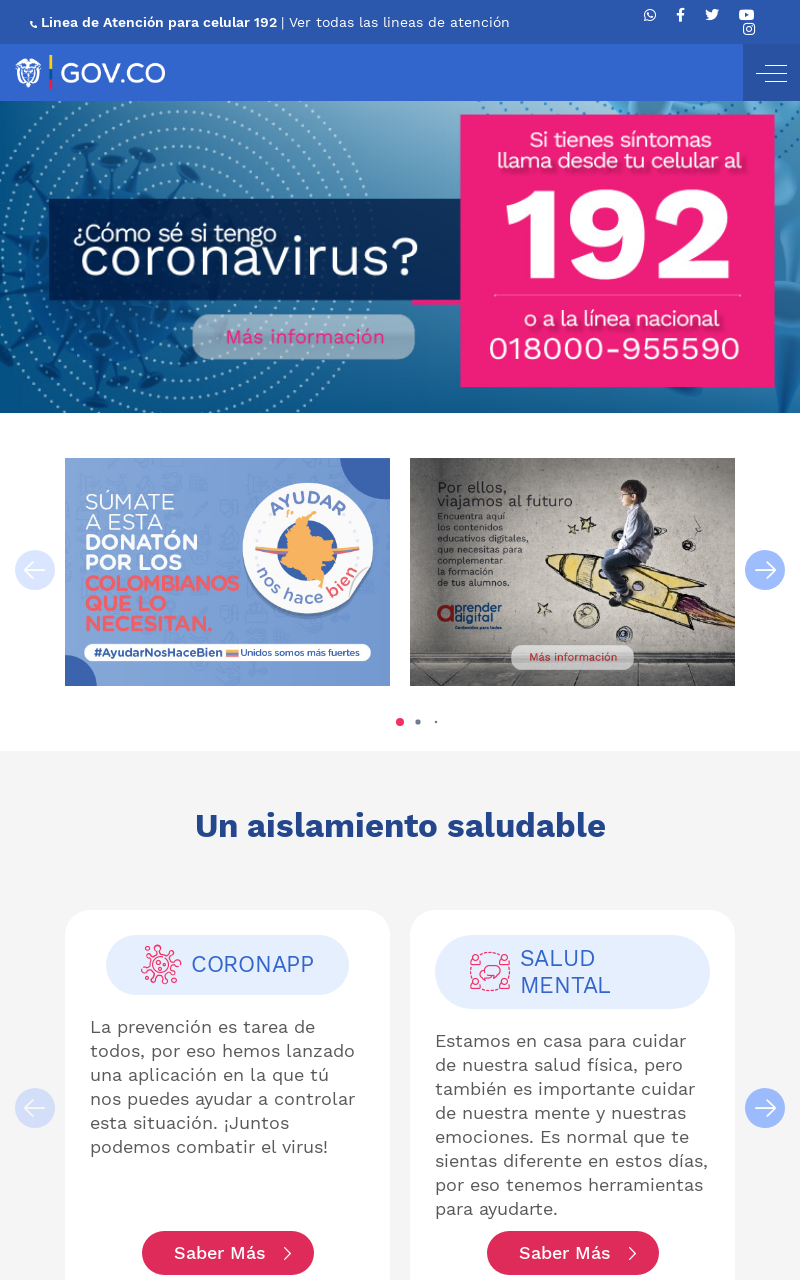 Linea de Atención para celular 192 | Ver todas las lineas de atención
GOV.CO
¿Cómo sé si tengo
coronavirus?
Más información
Si tienes síntomas
llama desde tu celular al
192
o a la línea nacional
018000-955590
SÚMATE
A ESTA
DONATÓN
POR LOS
COLOMBIANOS
QUE LO
NECESITAN.
AYUDAR
nos hace bien
#AyudarNosHaceBien Unidos somos más fuertes
Por ellos,
viajamos al futuro
Encuentra aquí
los contenidos
educativos digitales,
que necesitas para
complementar
la formación
de tus alumnos.
aprender
digital
Contenidos para todos
Más información
Un aislamiento saludable
CORONAPP
La prevención es tarea de
todos, por eso hemos lanzado
una aplicación en la que tú
nos puedes ayudar a controlar
esta situación. ¡Juntos
podemos combatir el virus!
Saber Más
SALUD
MENTAL
Estamos en casa para cuidar
de nuestra salud física, pero
también es importante cuidar
de nuestra mente y nuestras
emociones. Es normal que te
sientas diferente en estos días,
por eso tenemos herramientas
para ayudarte.
Saber Más